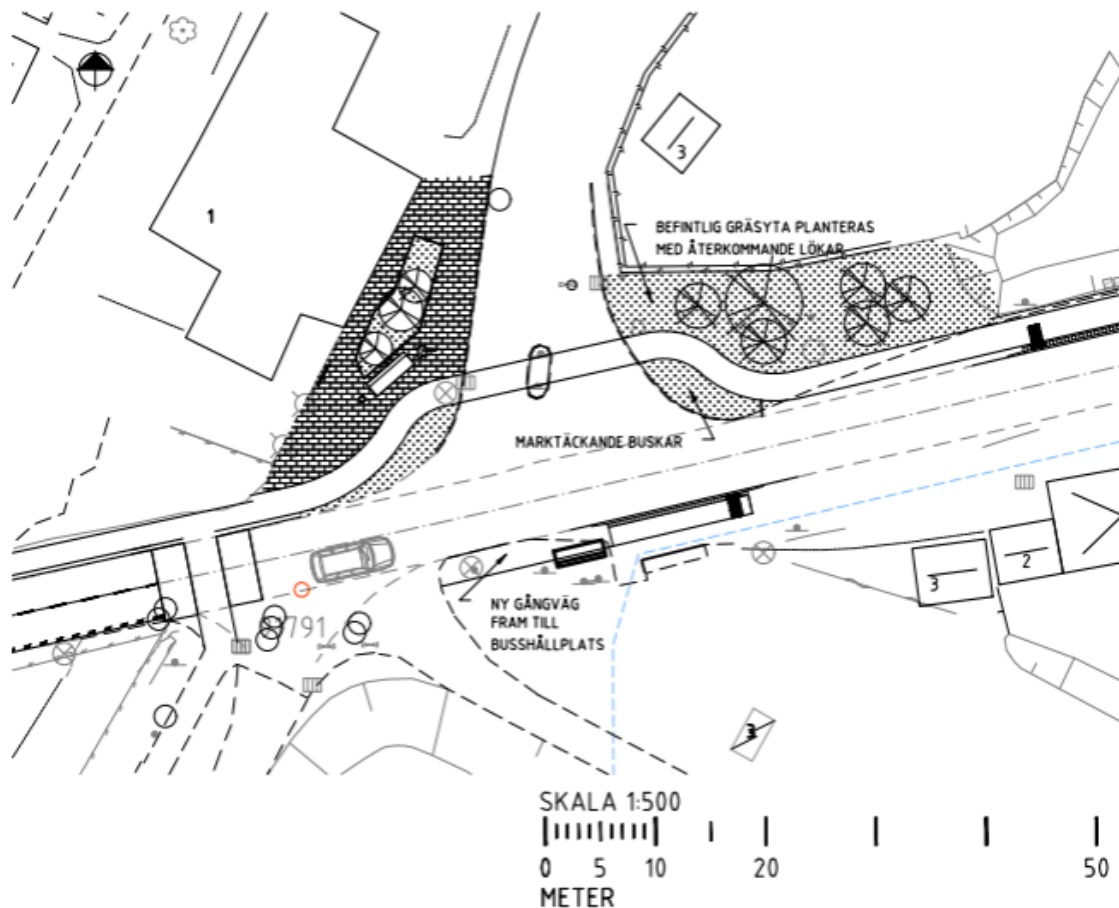 3
1
BEFINTLIG GRÄSYTA PLANTERAS
MED ÅTERKOMMANDE LÖKAR
MARKTÄCKANDE BUSKAR
2
3
NY GÅNGVÄG
FRAM TILL
BUSSHÅLLPLATS
791
3
SKALA 1:500
0 5 10 20 50
METER